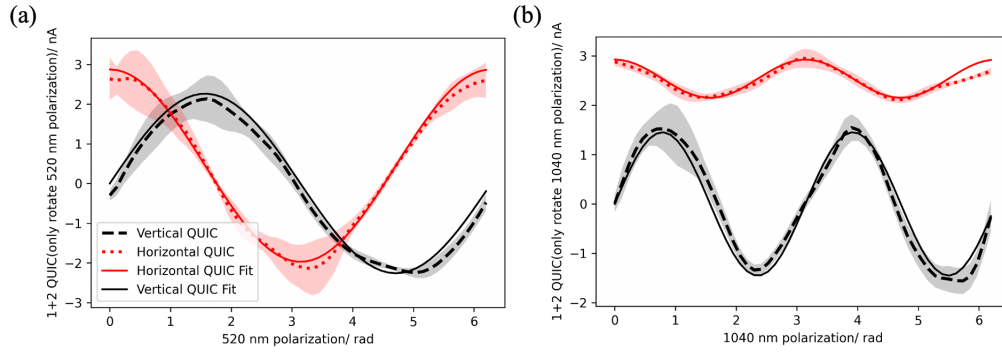 (a)
1+2 QUIC(only rotate 520 nm polarization)/ nA
3
2
1
0
−1
−2
−3
Vertical QUIC
Horizontal QUIC
Horizontal QUIC Fit
Vertical QUIC Fit
0 1 2 3 4 5 6
520 nm polarization/ rad
(b)
1+2 QUIC(only rotate 1040 nm polarization)/ nA
3
2
1
0
−1
−2
0 1 2 3 4 5 6
1040 nm polarization/ rad